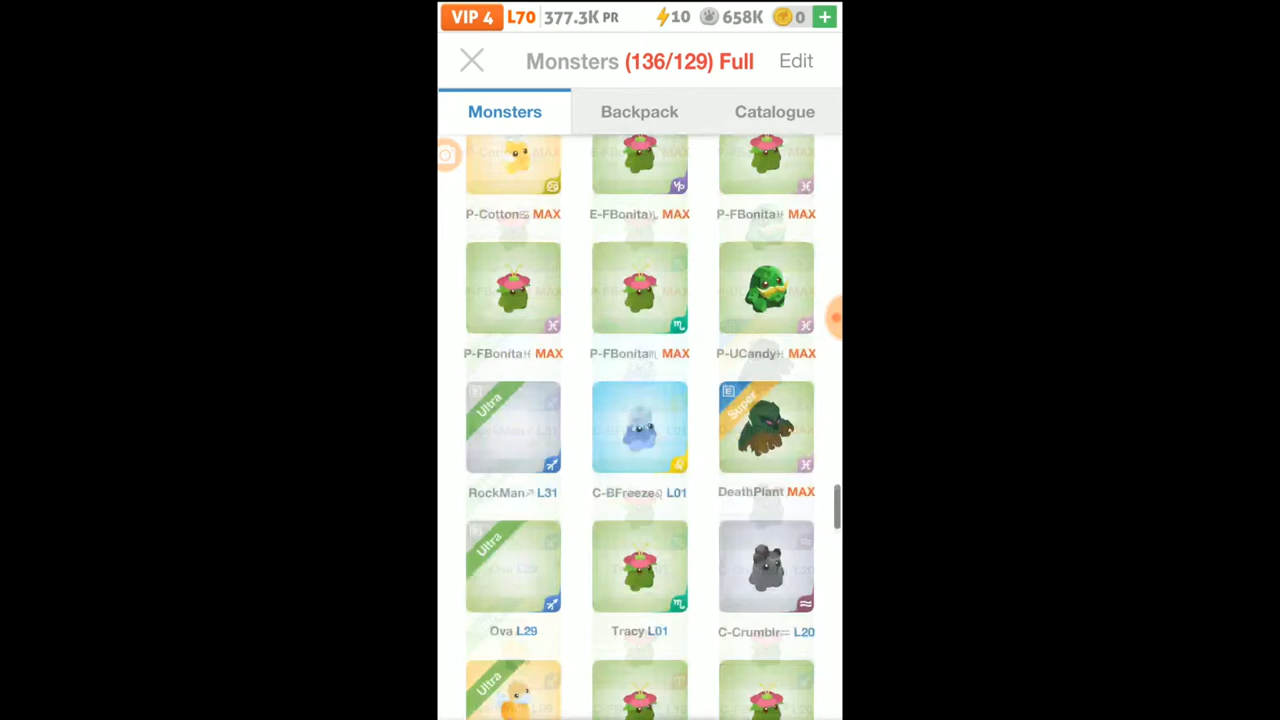 VIP 4 L70 377.3K PR 10 658K 0 +
Monsters (136/129) Full Edit
Monsters Backpack Catalogue
P-Cotton♋ MAX E-FBonita♏ MAX P-FBonita♓ MAX
P-FBonita♓ MAX P-FBonita♏ MAX P-UCandy♓ MAX
Ultra Super
RockMan♐ L31 C-BFreeze♌ L01 DeathPlant MAX
Ultra
Ova L29 Tracy L01 C-Crumblr♒ L20
Ultra